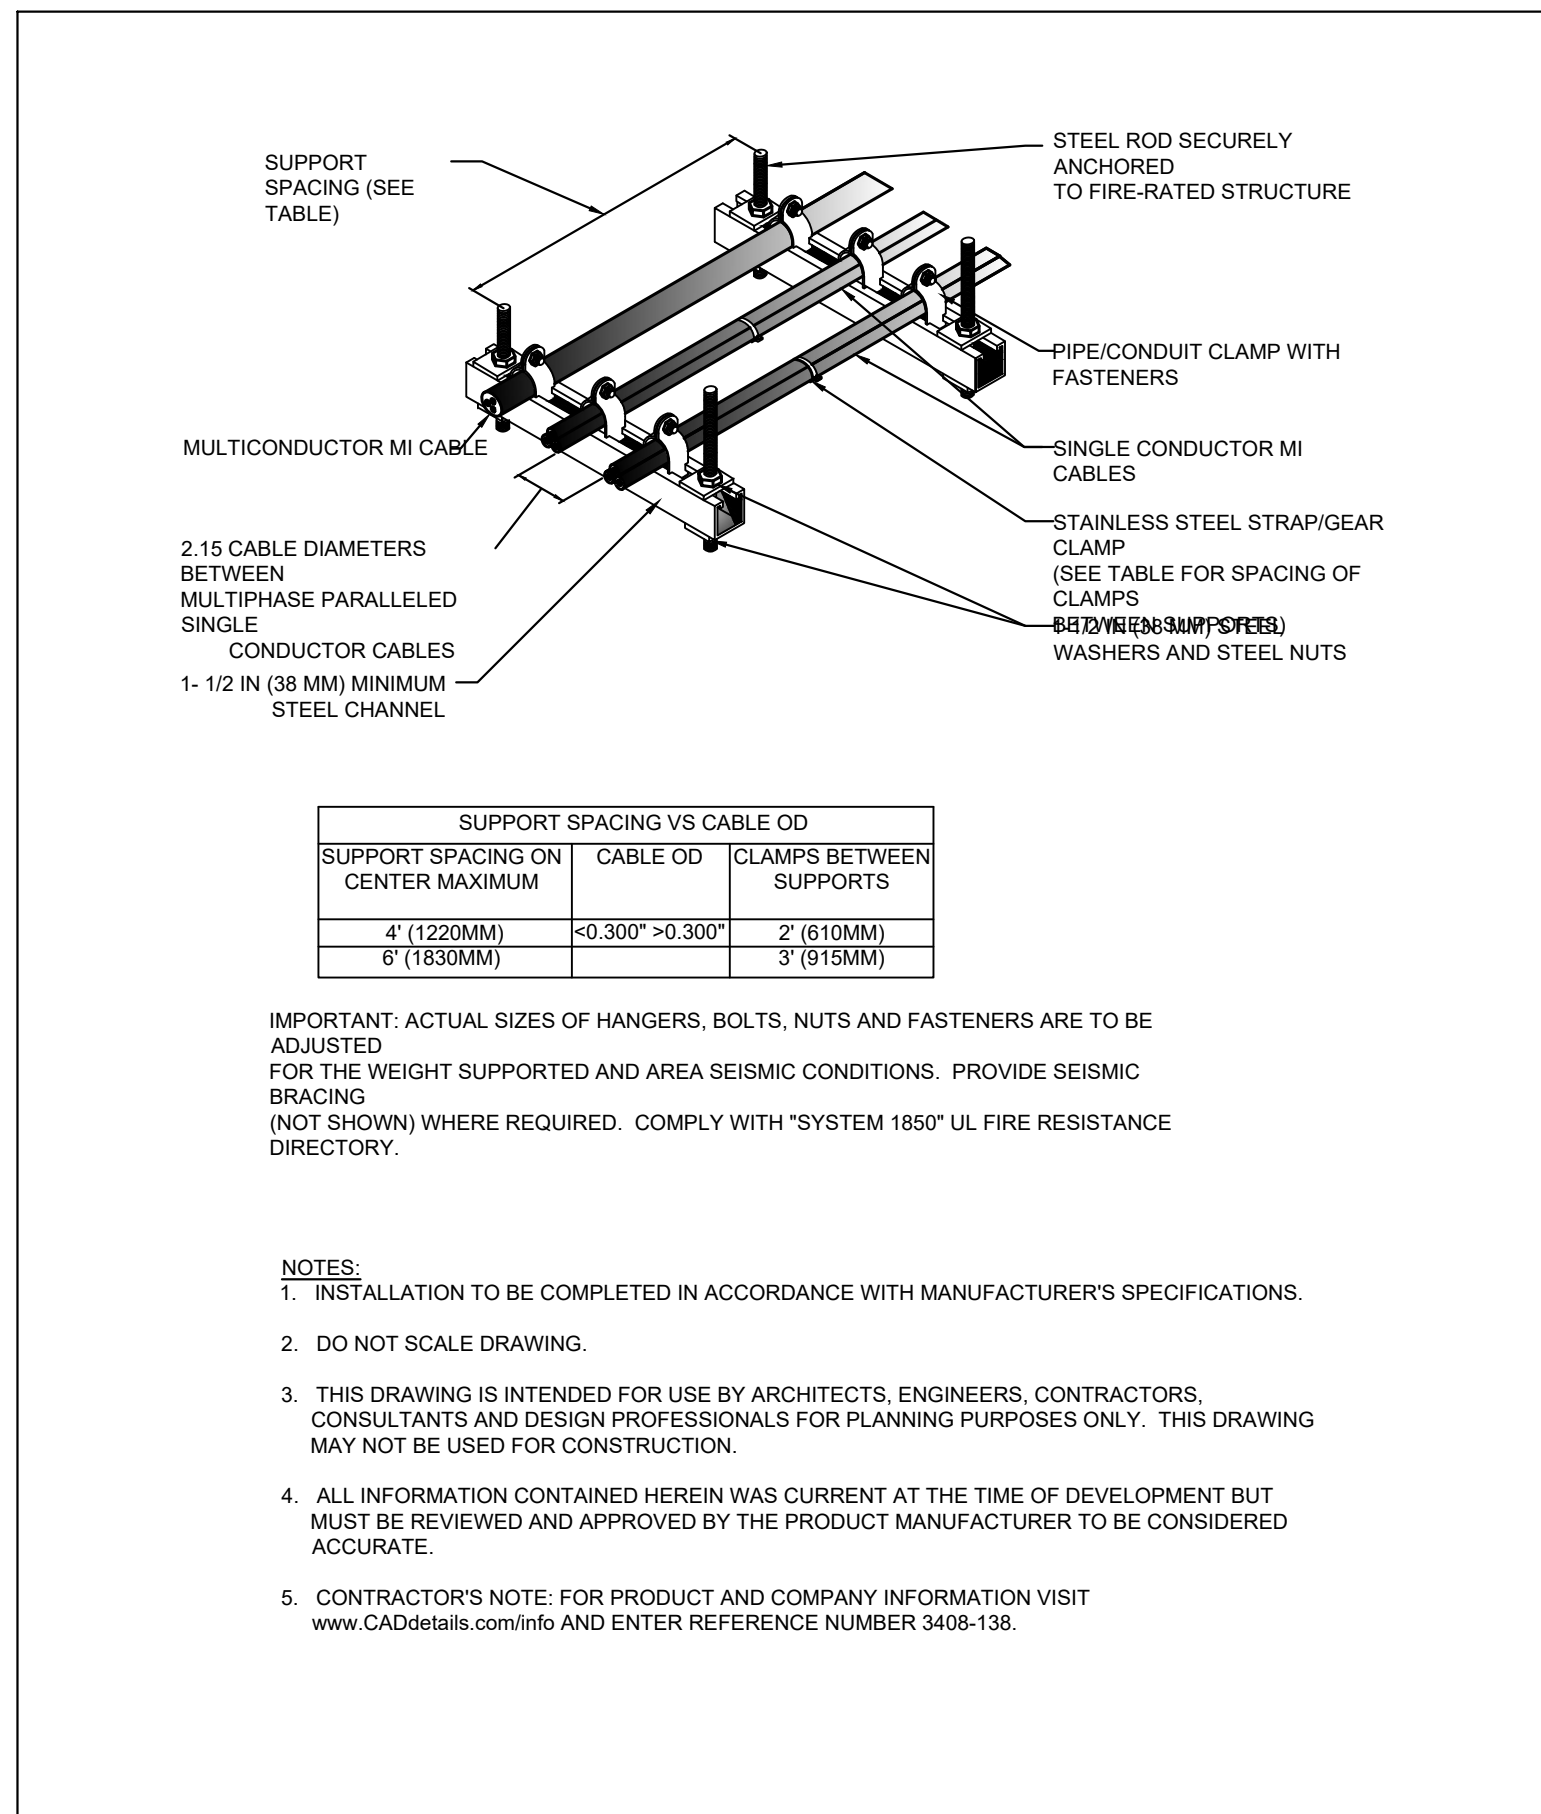 SUPPORT
SPACING (SEE
TABLE)
STEEL ROD SECURELY
ANCHORED
TO FIRE-RATED STRUCTURE
PIPE/CONDUIT CLAMP WITH
FASTENERS
MULTICONDUCTOR MI CABLE
SINGLE CONDUCTOR MI
CABLES
STAINLESS STEEL STRAP/GEAR
CLAMP
(SEE TABLE FOR SPACING OF
CLAMPS
BETWEEN SUPPORTS)
1-1/2 IN (38 MM) STEEL
WASHERS AND STEEL NUTS
2.15 CABLE DIAMETERS
BETWEEN
MULTIPHASE PARALLELED
SINGLE
CONDUCTOR CABLES
1- 1/2 IN (38 MM) MINIMUM
STEEL CHANNEL
SUPPORT SPACING VS CABLE OD
SUPPORT SPACING ON CABLE OD CLAMPS BETWEEN
CENTER MAXIMUM SUPPORTS
4' (1220MM) <0.300" >0.300" 2' (610MM)
6' (1830MM) 3' (915MM)
IMPORTANT: ACTUAL SIZES OF HANGERS, BOLTS, NUTS AND FASTENERS ARE TO BE
ADJUSTED
FOR THE WEIGHT SUPPORTED AND AREA SEISMIC CONDITIONS. PROVIDE SEISMIC
BRACING
(NOT SHOWN) WHERE REQUIRED. COMPLY WITH "SYSTEM 1850" UL FIRE RESISTANCE
DIRECTORY.
NOTES:
1. INSTALLATION TO BE COMPLETED IN ACCORDANCE WITH MANUFACTURER'S SPECIFICATIONS.
2. DO NOT SCALE DRAWING.
3. THIS DRAWING IS INTENDED FOR USE BY ARCHITECTS, ENGINEERS, CONTRACTORS,
CONSULTANTS AND DESIGN PROFESSIONALS FOR PLANNING PURPOSES ONLY. THIS DRAWING
MAY NOT BE USED FOR CONSTRUCTION.
4. ALL INFORMATION CONTAINED HEREIN WAS CURRENT AT THE TIME OF DEVELOPMENT BUT
MUST BE REVIEWED AND APPROVED BY THE PRODUCT MANUFACTURER TO BE CONSIDERED
ACCURATE.
5. CONTRACTOR'S NOTE: FOR PRODUCT AND COMPANY INFORMATION VISIT
www.CADdetails.com/info AND ENTER REFERENCE NUMBER 3408-138.